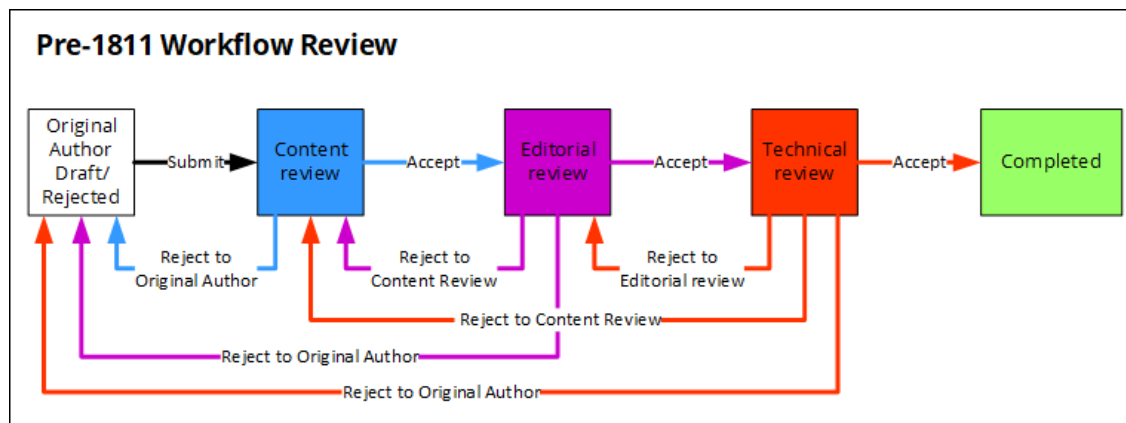 Pre-1811 Workflow Review
Original
Author
Draft/
Rejected
Submit
Content
review
Accept
Editorial
review
Accept
Technical
review
Accept
Completed
Reject to
Original Author
Reject to
Content Review
Reject to
Editorial review
Reject to Content Review
Reject to Original Author
Reject to Original Author